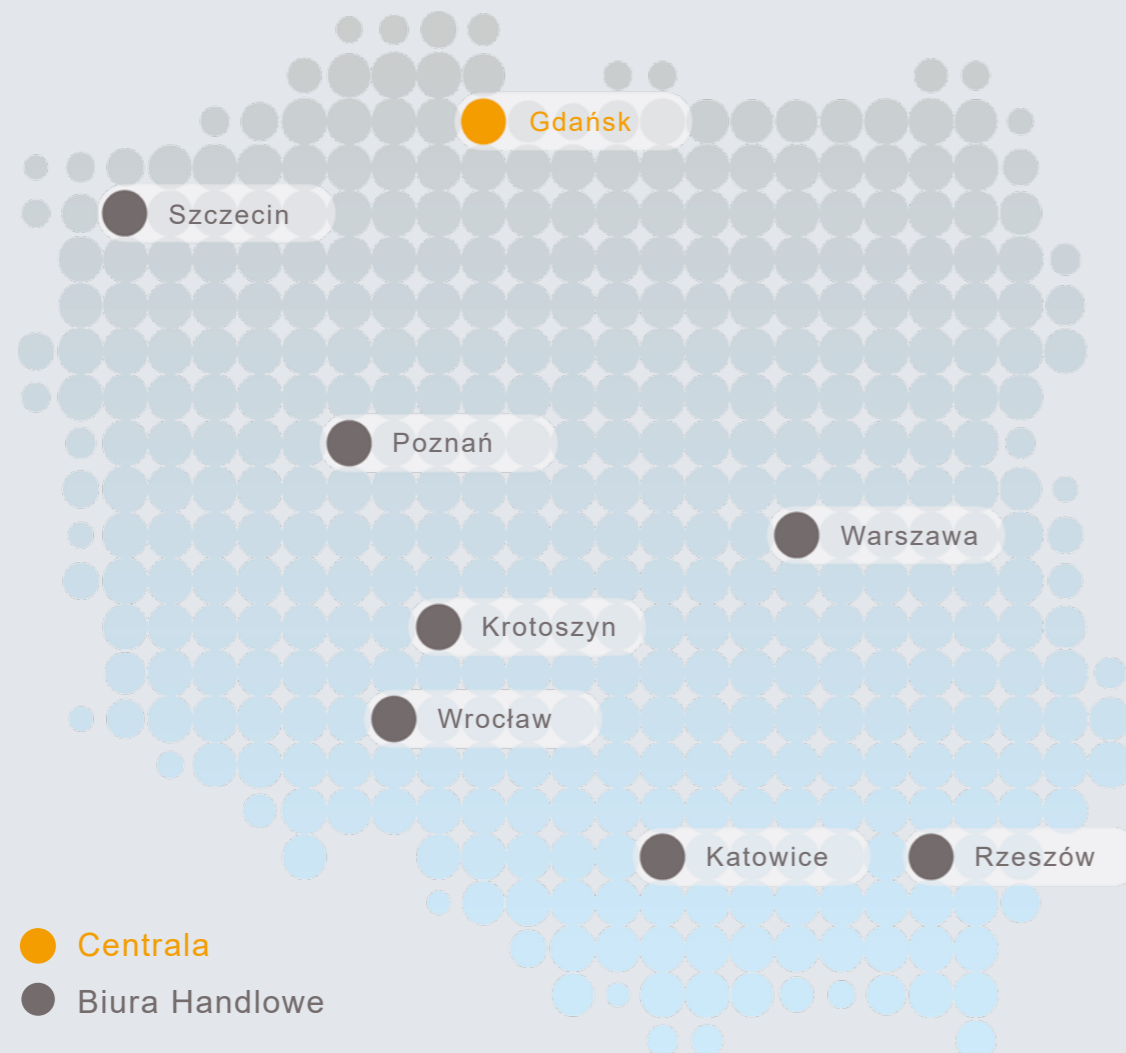 Gdańsk
Szczecin
Poznań
Warszawa
Krotoszyn
Wrocław
Katowice
Rzeszów
Centrala
Biura Handlowe